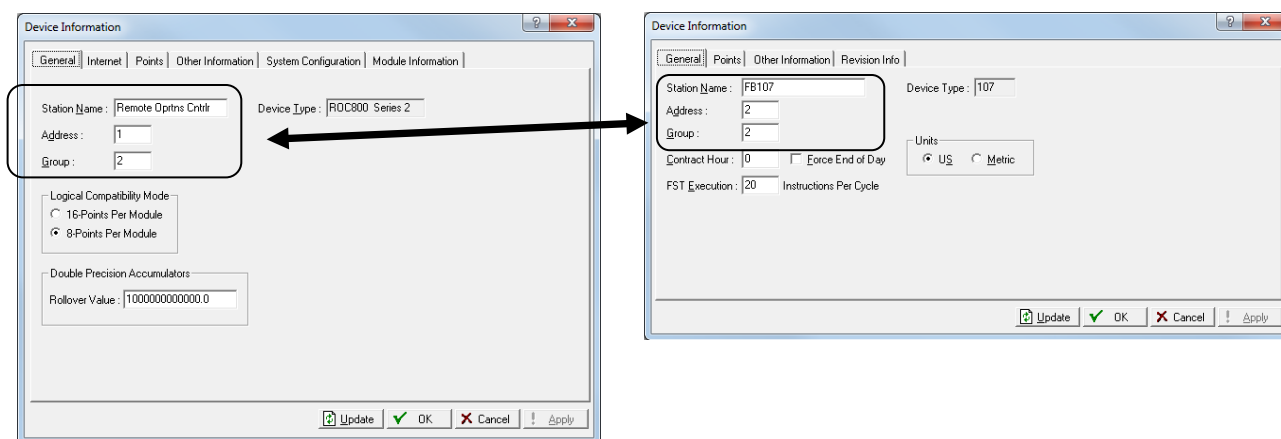 Device Information
General Internet Points Other Information System Configuration Module Information
Station Name : Remote Oprtns Cntrlr Device Type : ROC800 Series 2
Address : 1
Group : 2
Logical Compatibility Mode
16-Points Per Module
8-Points Per Module
Double Precision Accumulators
Rollover Value : 1000000000000.0
Update OK Cancel ! Apply
Device Information
General Points Other Information Revision Info
Station Name : FB107 Device Type : 107
Address : 2
Group : 2
Units
Contract Hour : 0 Force End of Day US Metric
FST Execution : 20 Instructions Per Cycle
Update OK Cancel ! Apply